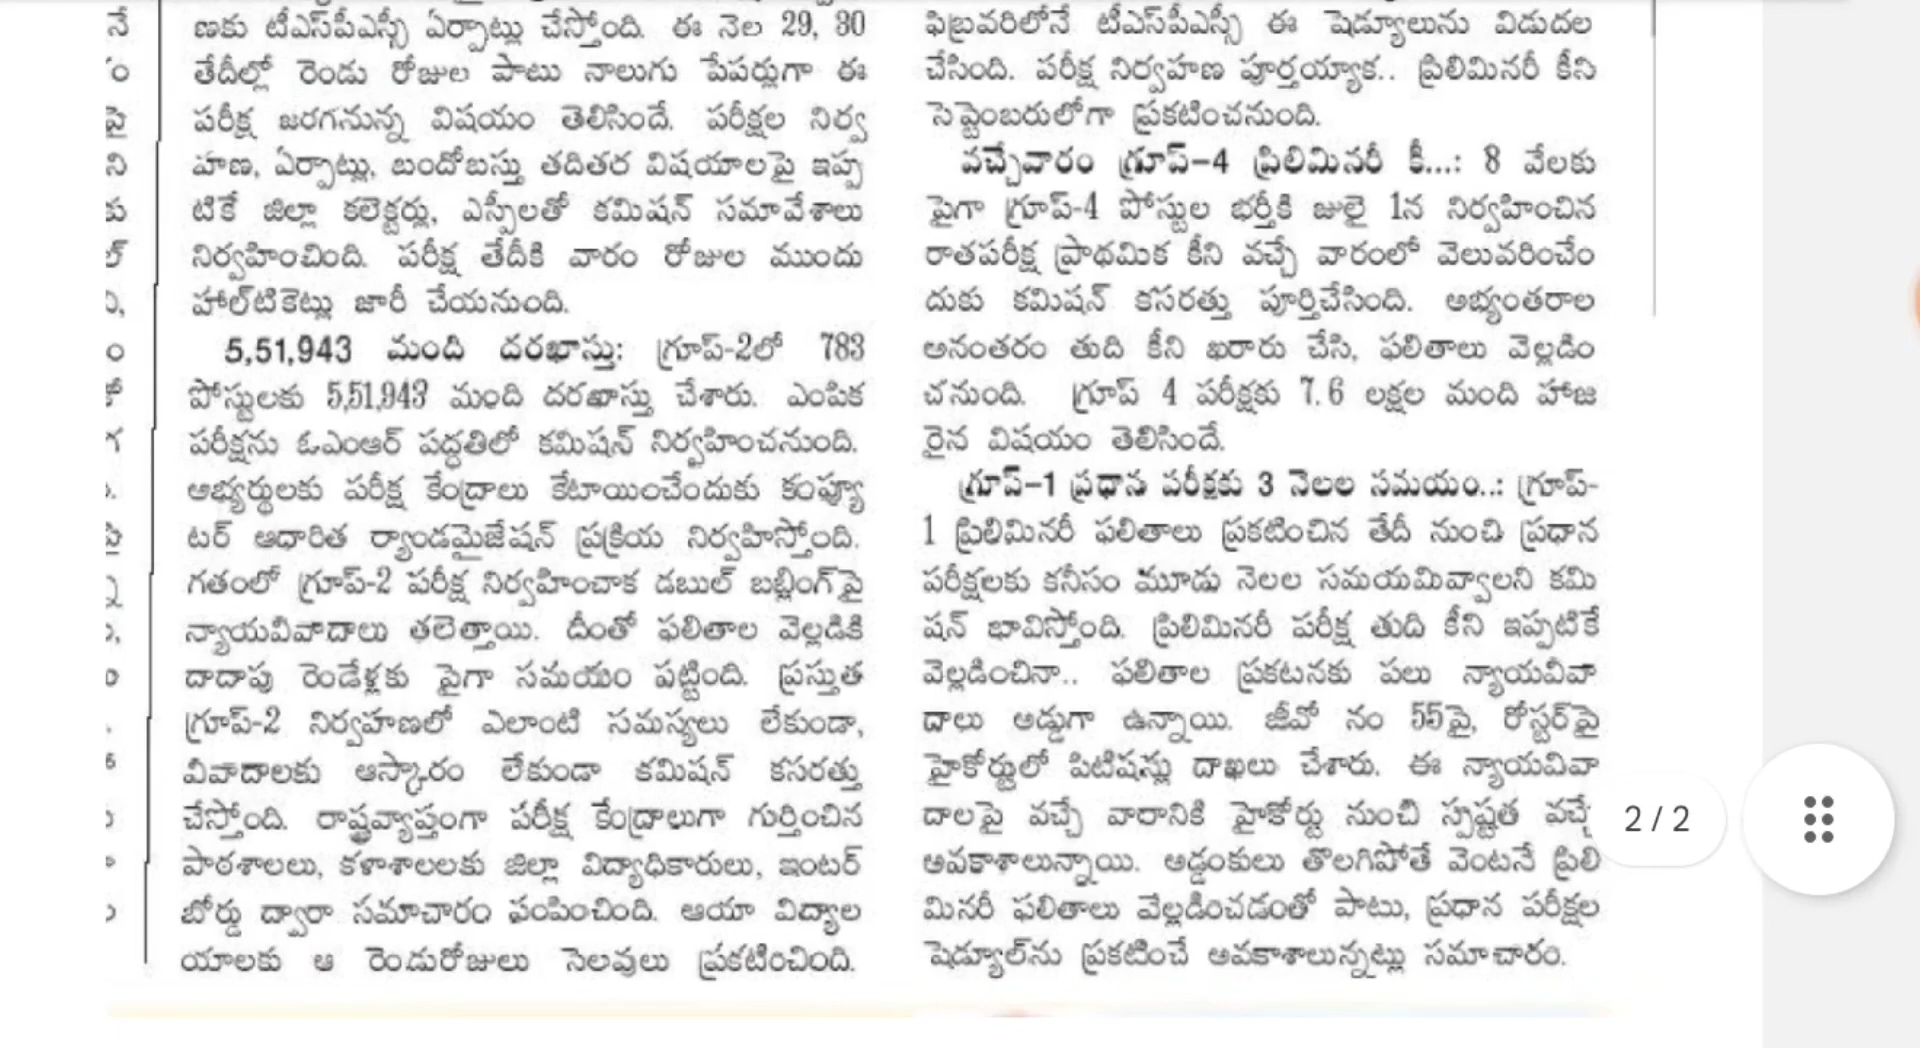 ణకు టీఎస్‌పీఎస్సీ ఏర్పాట్లు చేస్తోంది. ఈ నెల 29, 30
తేదీల్లో రెండు రోజుల పాటు నాలుగు పేపర్లుగా ఈ
పరీక్ష జరగనున్న విషయం తెలిసిందే. పరీక్షల నిర్వ
హణ, ఏర్పాట్లు, బందోబస్తు తదితర విషయాలపై ఇప్ప
టికే జిల్లా కలెక్టర్లు, ఎస్పీలతో కమిషన్ సమావేశాలు
నిర్వహించింది. పరీక్ష తేదీకి వారం రోజుల ముందు
హాల్‌టికెట్లు జారీ చేయనుంది.
5,51,943 మంది దరఖాస్తు: గ్రూప్-2లో 783
పోస్టులకు 5,51,943 మంది దరఖాస్తు చేశారు. ఎంపిక
పరీక్షను ఓఎంఆర్ పద్ధతిలో కమిషన్ నిర్వహించనుంది.
ఆభ్యర్థులకు పరీక్ష కేంద్రాలు కేటాయించేందుకు కంప్యూ
టర్ ఆధారిత ర్యాండమైజేషన్ ప్రక్రియ నిర్వహిస్తోంది.
గతంలో గ్రూప్-2 పరీక్ష నిర్వహించాక డబుల్ బబ్లింగ్‌పై
న్యాయవివాదాలు తలెత్తాయి. దీంతో ఫలితాల వెల్లడికి
దాదాపు రెండేళ్లకు పైగా సమయం పట్టింది. ప్రస్తుత
గ్రూప్-2 నిర్వహణలో ఎలాంటి సమస్యలు లేకుండా,
వివాదాలకు ఆస్కారం లేకుండా కమిషన్ కసరత్తు
చేస్తోంది. రాష్ట్రవ్యాప్తంగా పరీక్ష కేంద్రాలుగా గుర్తించిన
పాఠశాలలు, కళాశాలలకు జిల్లా విద్యాధికారులు, ఇంటర్
బోర్డు ద్వారా సమాచారం పంపించింది. ఆయా విద్యాల
యాలకు ఆ రెండురోజులు సెలవులు ప్రకటించింది.
ఫిబ్రవరిలోనే టీఎస్‌పీఎస్సీ ఈ షెడ్యూలును విడుదల
చేసింది. పరీక్ష నిర్వహణ పూర్తయ్యాక.. ప్రిలిమినరీ కీని
సెప్టెంబరులోగా ప్రకటించనుంది.
వచ్చేవారం గ్రూప్-4 ప్రిలిమినరీ కీ...: 8 వేలకు
పైగా గ్రూప్-4 పోస్టుల భర్తీకి జులై 1న నిర్వహించిన
రాతపరీక్ష ప్రాథమిక కీని వచ్చే వారంలో వెలువరించేం
దుకు కమిషన్ కసరత్తు పూర్తిచేసింది. అభ్యంతరాల
అనంతరం తుది కీని ఖరారు చేసి, ఫలితాలు వెల్లడిం
చనుంది. గ్రూప్ 4 పరీక్షకు 7.6 లక్షల మంది హాజ
రైన విషయం తెలిసిందే.
గ్రూప్-1 ప్రధాన పరీక్షకు 3 నెలల సమయం..: గ్రూప్-
1 ప్రిలిమినరీ ఫలితాలు ప్రకటించిన తేదీ నుంచి ప్రధాన
పరీక్షలకు కనీసం మూడు నెలల సమయమివ్వాలని కమి
షన్ భావిస్తోంది. ప్రిలిమినరీ పరీక్ష తుది కీని ఇప్పటికే
వెల్లడించినా.. ఫలితాల ప్రకటనకు పలు న్యాయవివా
దాలు అడ్డుగా ఉన్నాయి. జీవో నం 55పై, రోస్టర్‌పై
హైకోర్టులో పిటిషన్లు దాఖలు చేశారు. ఈ న్యాయవివా
దాలపై వచ్చే వారానికి హైకోర్టు నుంచి స్పష్టత వచ్చే
అవకాశాలున్నాయి. అడ్డంకులు తొలగిపోతే వెంటనే ప్రిలి
మినరీ ఫలితాలు వెల్లడించడంతో పాటు, ప్రధాన పరీక్షల
షెడ్యూల్‌ను ప్రకటించే అవకాశాలున్నట్లు సమాచారం.
2 / 2